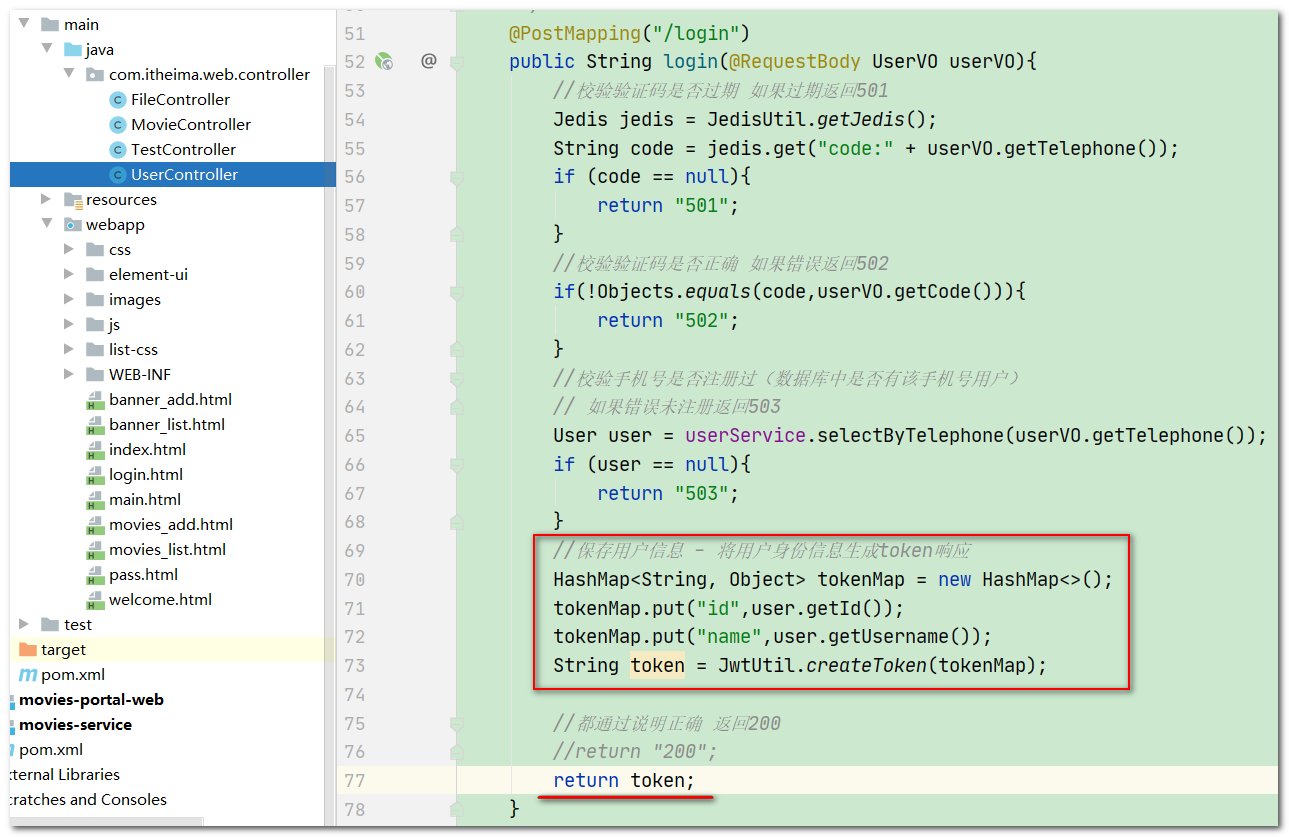 main
java
com.itheima.web.controller
C FileController
C MovieController
C TestController
C UserController
resources
webapp
css
element-ui
images
js
list-css
WEB-INF
H banner_add.html
H banner_list.html
H index.html
H login.html
H main.html
H movies_add.html
H movies_list.html
H pass.html
H welcome.html
test
target
m pom.xml
movies-portal-web
movies-service
pom.xml
xternal Libraries
cratches and Consoles
51 @PostMapping("/login")
52 @ public String login(@RequestBody UserVO userVO){
53 //校验验证码是否过期 如果过期返回501
54 Jedis jedis = JedisUtil.getJedis();
55 String code = jedis.get("code:" + userVO.getTelephone());
56 if (code == null){
57 return "501";
58 }
59 //校验验证码是否正确 如果错误返回502
60 if(!Objects.equals(code,userVO.getCode())){
61 return "502";
62 }
63 //校验手机号是否注册过（数据库中是否有该手机号用户）
64 // 如果错误未注册返回503
65 User user = userService.selectByTelephone(userVO.getTelephone());
66 if (user == null){
67 return "503";
68 }
69 //保存用户信息 - 将用户身份信息生成token响应
70 HashMap<String, Object> tokenMap = new HashMap<>();
71 tokenMap.put("id",user.getId());
72 tokenMap.put("name",user.getUsername());
73 String token = JwtUtil.createToken(tokenMap);
74
75 //都通过说明正确 返回200
76 //return "200";
77 return token;
78 }